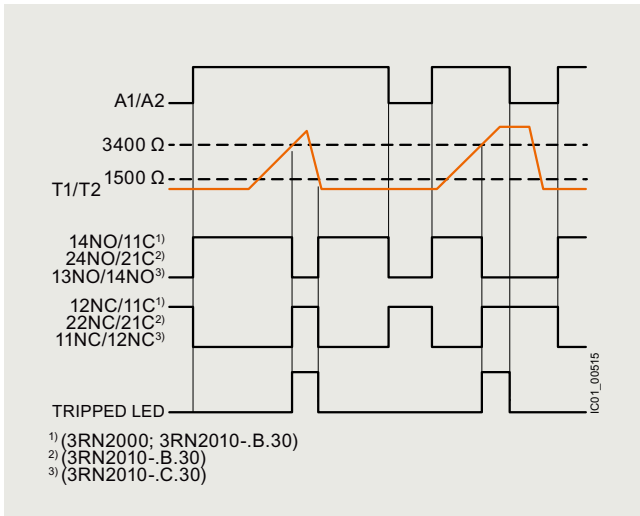 A1/A2
3400 Ω
1500 Ω
T1/T2
14NO/11C¹⁾
24NO/21C²⁾
13NO/14NO³⁾
12NC/11C¹⁾
22NC/21C²⁾
11NC/12NC³⁾
TRIPPED LED
IC01_00515
¹⁾ (3RN2000; 3RN2010-.B.30)
²⁾ (3RN2010-.B.30)
³⁾ (3RN2010-.C.30)